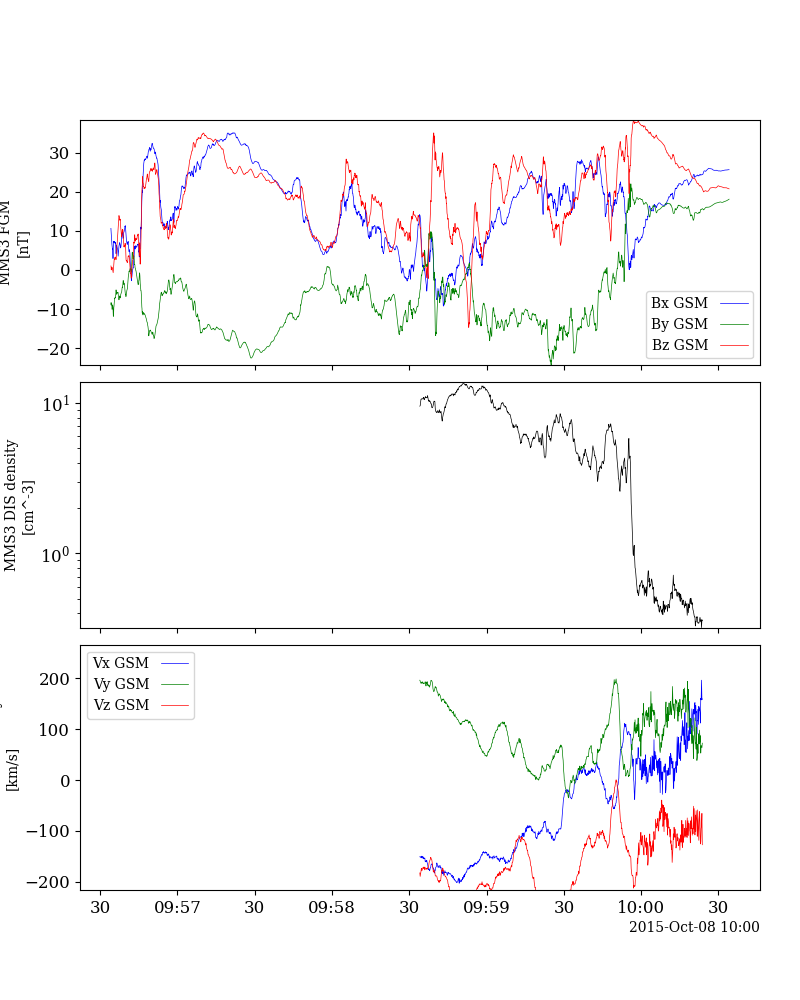 MMS3 FGM
[nT]
30
20
10
0
−10
−20
Bx GSM
By GSM
Bz GSM
MMS3 DIS density
[cm^-3]
10^1
10^0
[km/s]
200
100
0
−100
−200
Vx GSM
Vy GSM
Vz GSM
30 09:57 30 09:58 30 09:59 30 10:00 30
2015-Oct-08 10:00